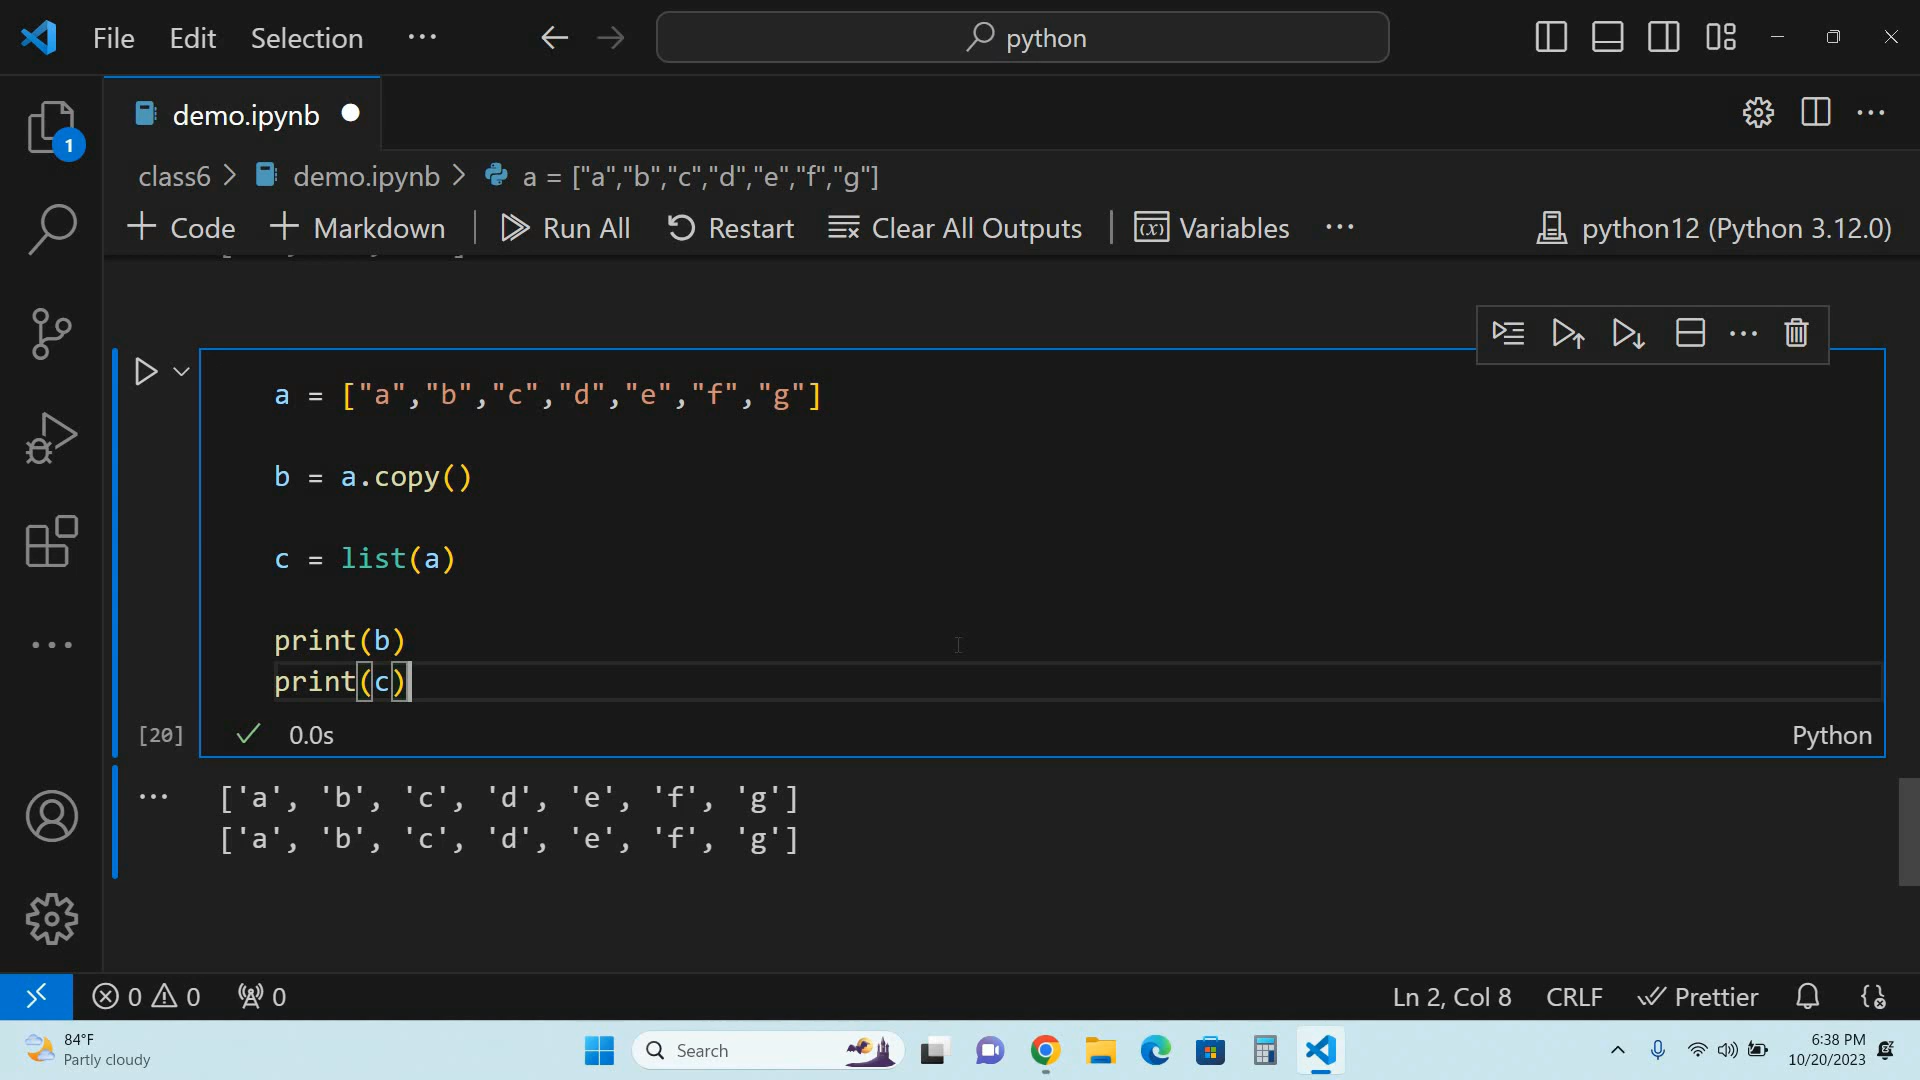 File Edit Selection ··· python
demo.ipynb
1
class6 > demo.ipynb > a = ["a","b","c","d","e","f","g"]
+ Code + Markdown | Run All Restart Clear All Outputs | Variables ··· python12 (Python 3.12.0)
a = ["a","b","c","d","e","f","g"]
b = a.copy()
c = list(a)
print(b)
print(c)
[20] 0.0s Python
['a', 'b', 'c', 'd', 'e', 'f', 'g']
['a', 'b', 'c', 'd', 'e', 'f', 'g']
0 0 0 Ln 2, Col 8 CRLF Prettier
84°F
Partly cloudy
Search
6:38 PM
10/20/2023